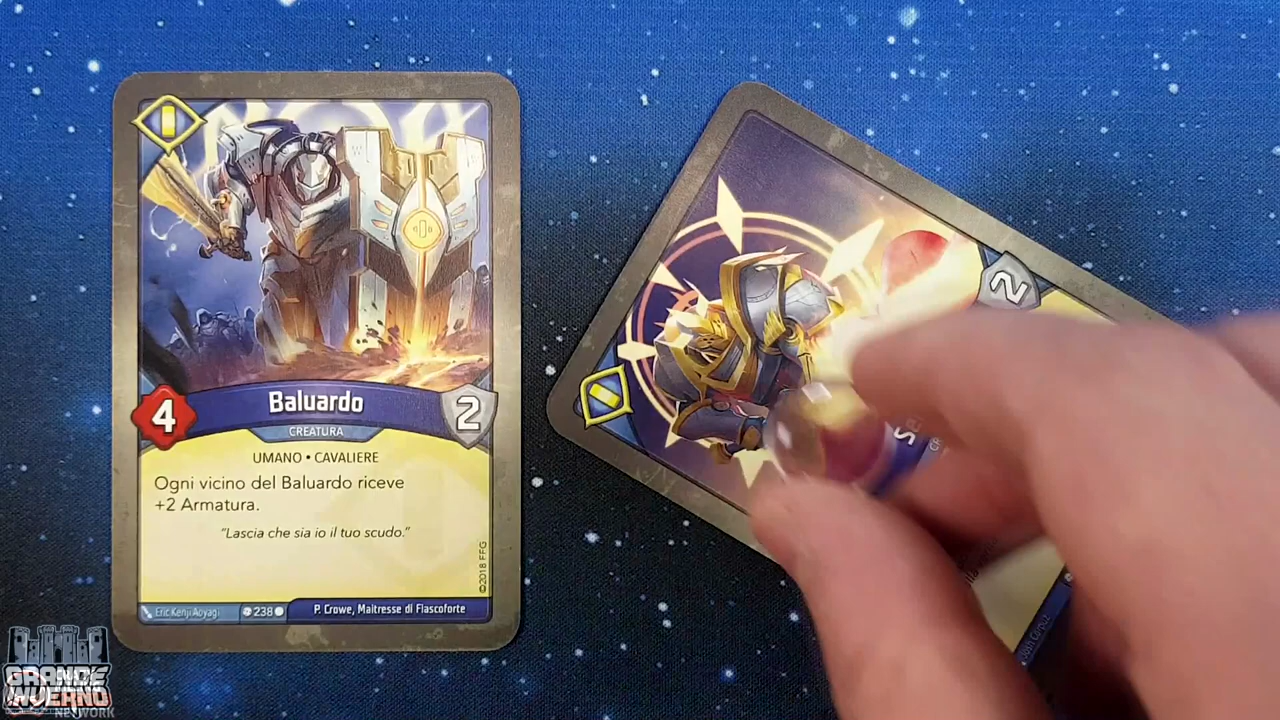 Baluardo
4
2
CREATURA
UMANO • CAVALIERE
Ogni vicino del Baluardo riceve
+2 Armatura.
"Lascia che sia io il tuo scudo."
©2018 FFG
Eric Kenji Aoyagi
238
P. Crowe, Maitresse di Flascoforte
2
GRANDE
INVERNO
NETWORK